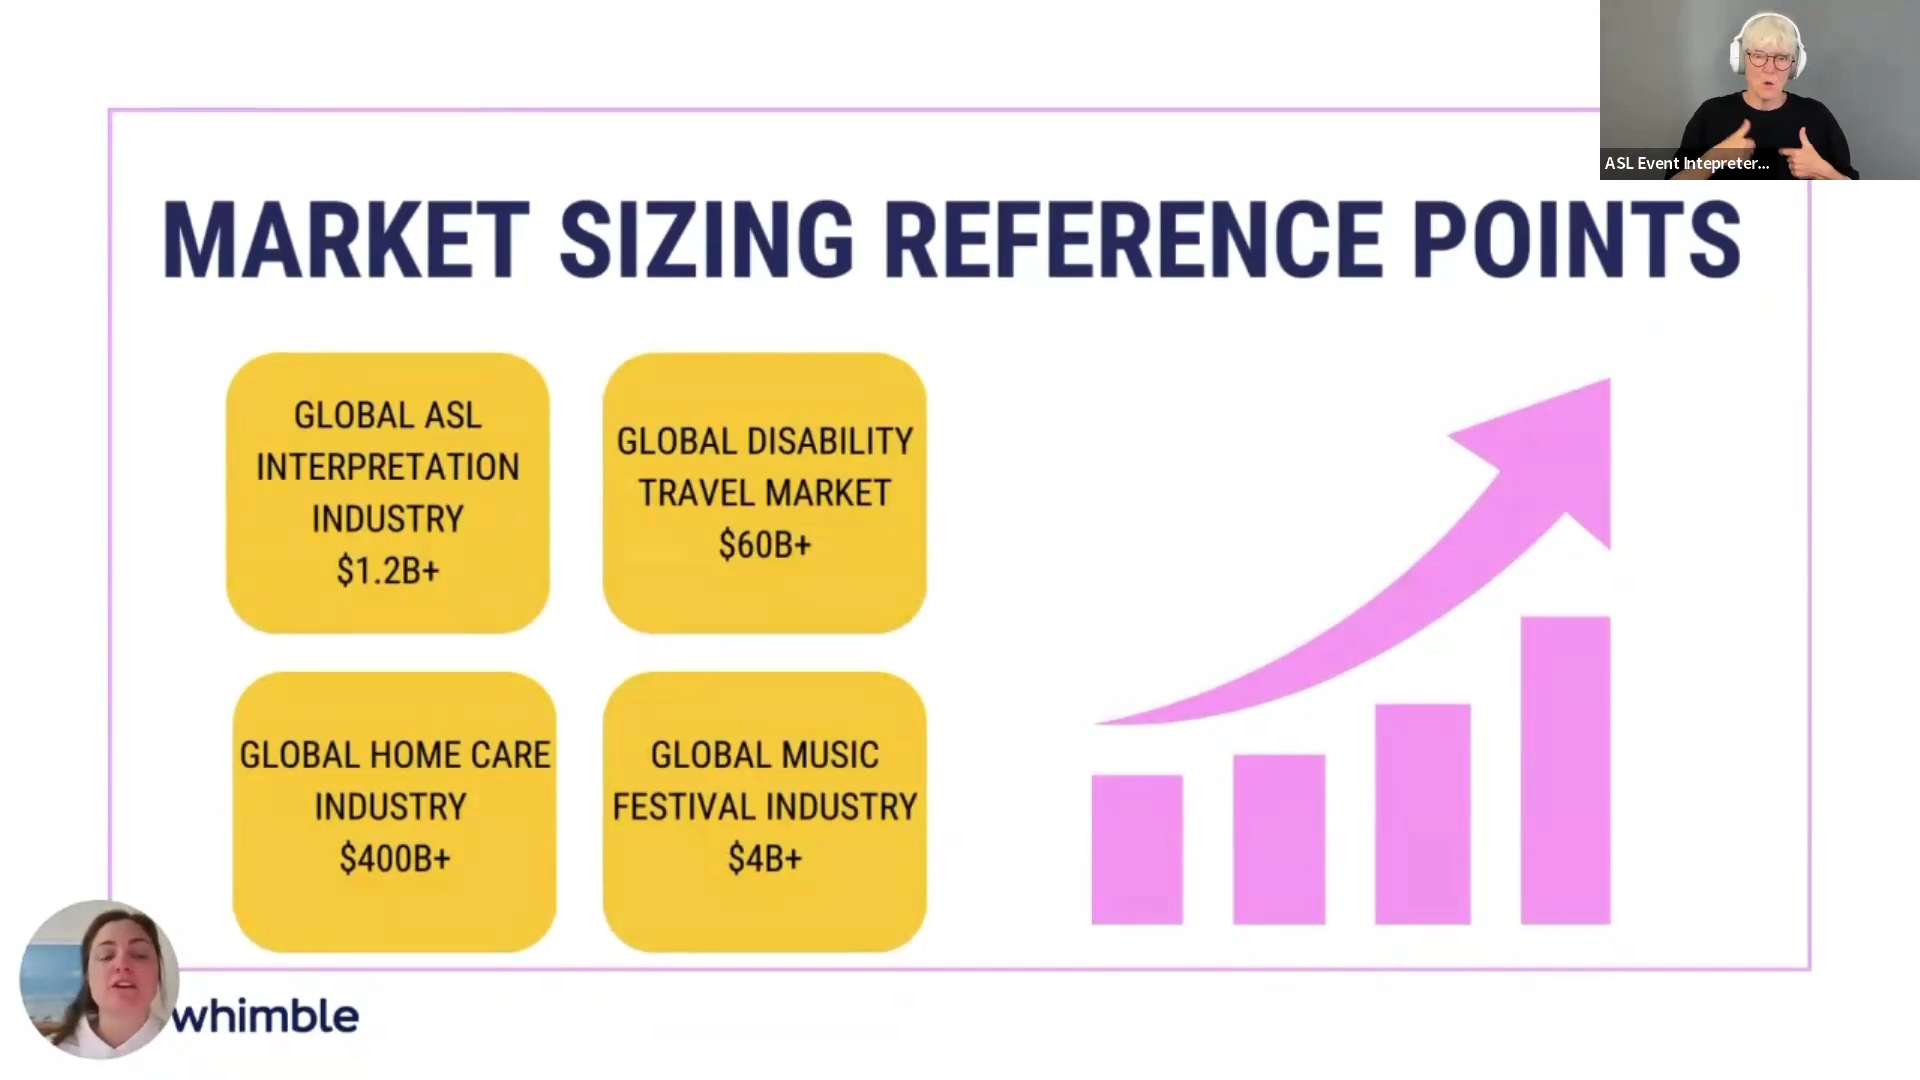 ASL Event Intepreter...
MARKET SIZING REFERENCE POINTS
GLOBAL ASL
INTERPRETATION
INDUSTRY
$1.2B+
GLOBAL DISABILITY
TRAVEL MARKET
$60B+
GLOBAL HOME CARE
INDUSTRY
$400B+
GLOBAL MUSIC
FESTIVAL INDUSTRY
$4B+
whimble